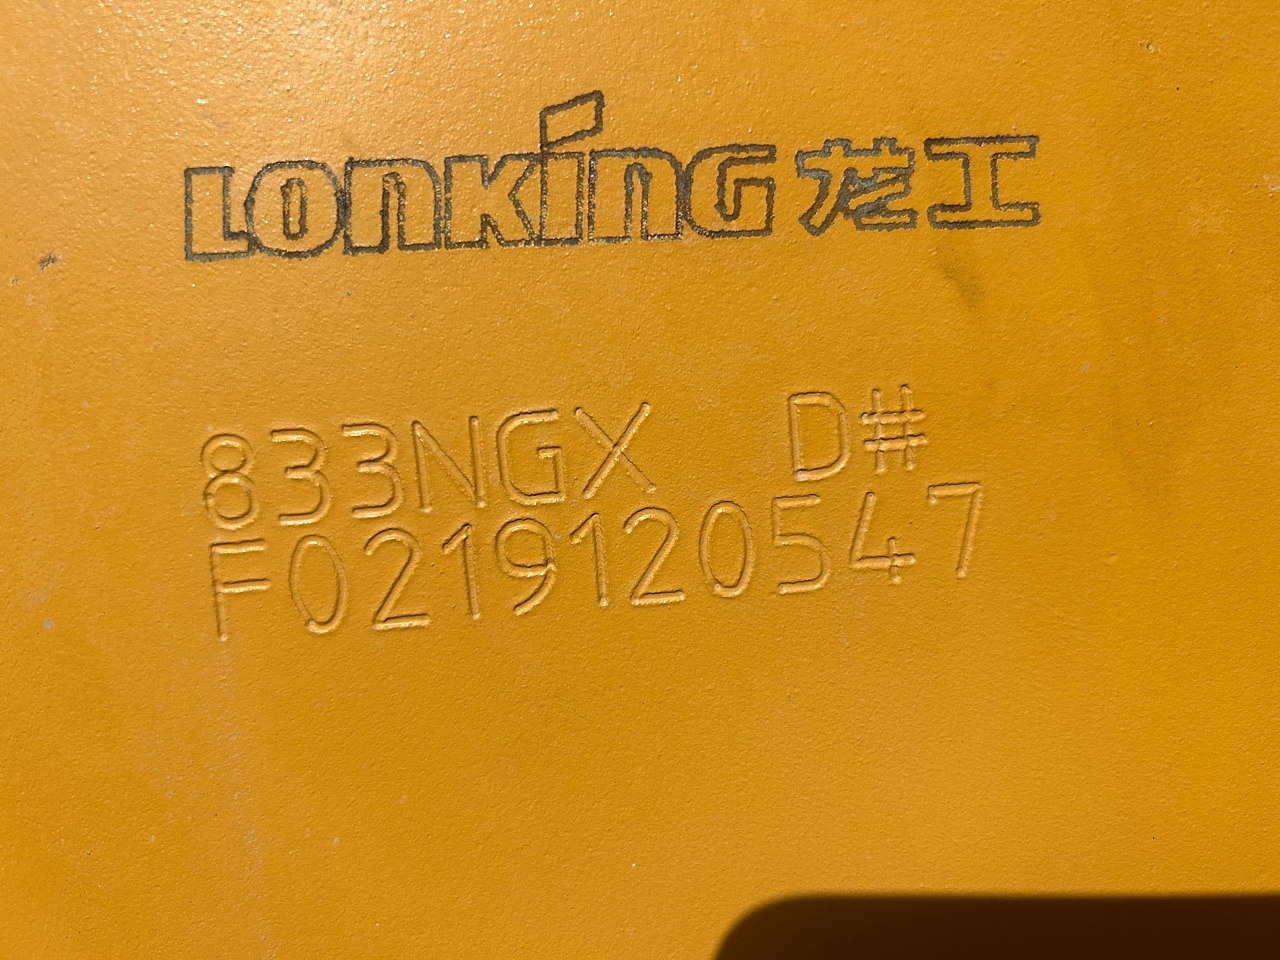 LONKING 龙工
833NGX D#
F0219120547